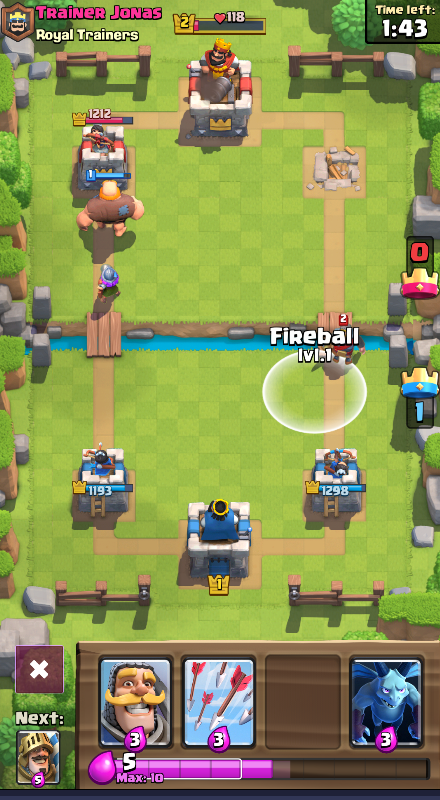 Trainer Jonas
Royal Trainers
2
118
Time left:
1:43
1212
1
0
2
Fireball
lvl.1
1
1193
1298
1
Next:
5
3
3
3
5
Max:10